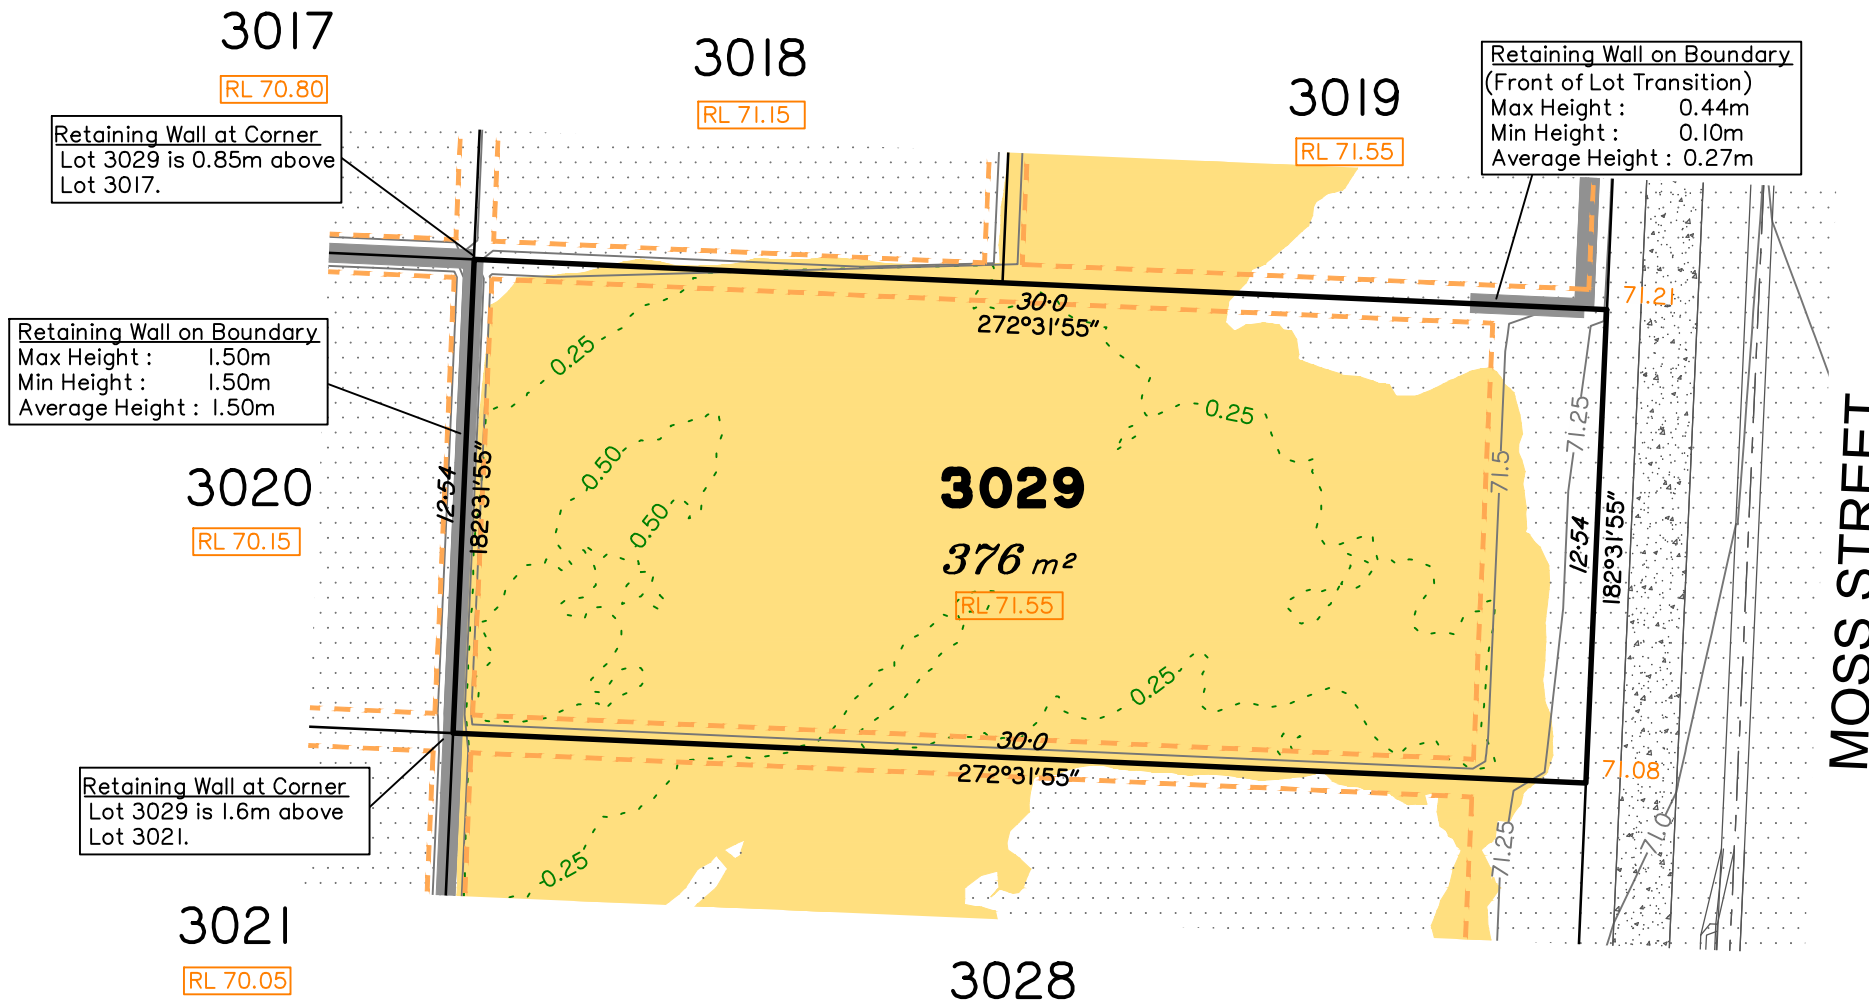 3017
RL 70.80
3018
RL 71.15
3019
RL 71.55
Retaining Wall on Boundary
(Front of Lot Transition)
Max Height : 0.44m
Min Height : 0.10m
Average Height : 0.27m
Retaining Wall at Corner
Lot 3029 is 0.85m above
Lot 3017.
Retaining Wall on Boundary
Max Height : 1.50m
Min Height : 1.50m
Average Height : 1.50m
3020
RL 70.15
12·54
182°31'55"
30·0
272°31'55"
0.25
0.50
0.50
0.25
3029
376 m²
RL 71.55
0.25
71.5
71.25
12·54
182°31'55"
71.21
71.08
MOSS STREET
30·0
272°31'55"
Retaining Wall at Corner
Lot 3029 is 1.6m above
Lot 3021.
0.25
71.25
71.0
3021
RL 70.05
3028